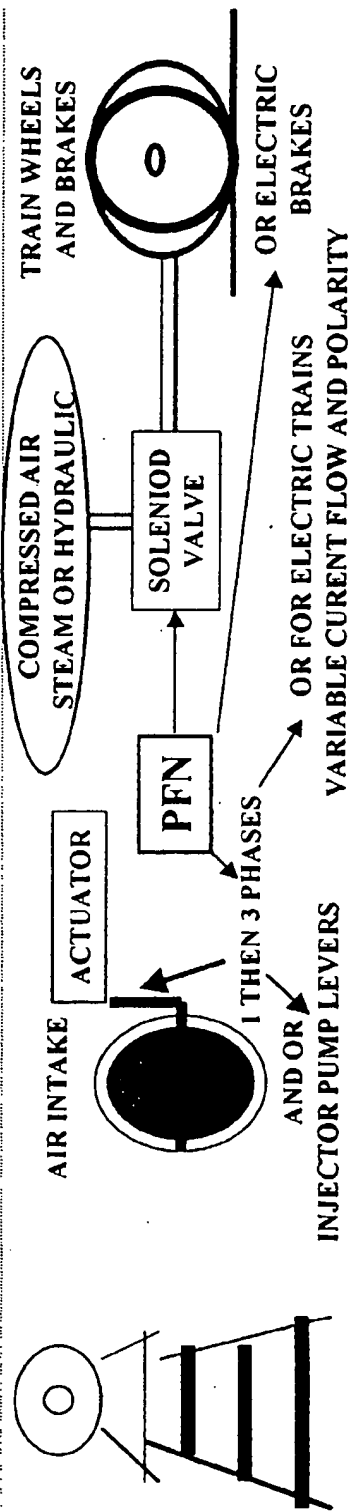 AIR INTAKE
ACTUATOR
COMPRESSED AIR
STEAM OR HYDRAULIC
TRAIN WHEELS
AND BRAKES
PFN
SOLENIOD
VALVE
1 THEN 3 PHASES
AND OR
INJECTOR PUMP LEVERS
OR FOR ELECTRIC TRAINS
VARIABLE CURENT FLOW AND POLARITY
OR ELECTRIC
BRAKES